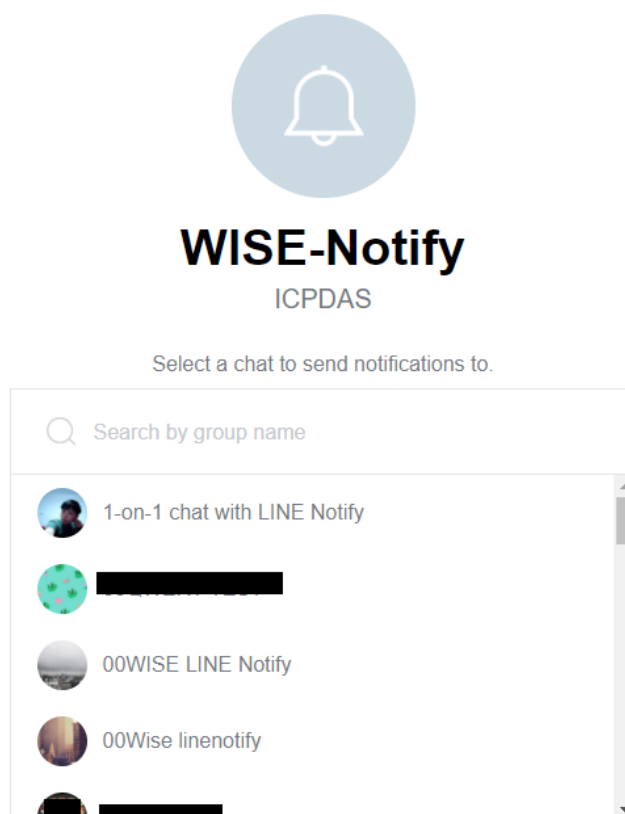 WISE-Notify
ICPDAS
Select a chat to send notifications to.
Search by group name
1-on-1 chat with LINE Notify
00WISE LINE Notify
00Wise linenotify